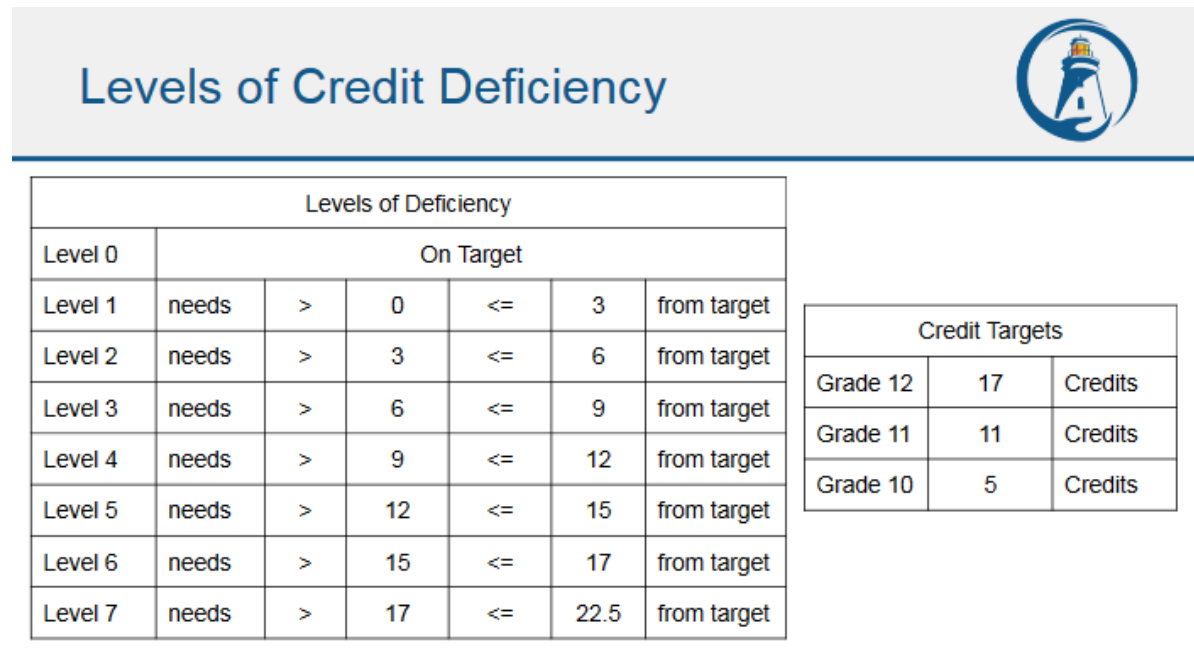 Levels of Credit Deficiency
Levels of Deficiency
Level 0 On Target
Level 1 needs > 0 <= 3 from target
Level 2 needs > 3 <= 6 from target
Level 3 needs > 6 <= 9 from target
Level 4 needs > 9 <= 12 from target
Level 5 needs > 12 <= 15 from target
Level 6 needs > 15 <= 17 from target
Level 7 needs > 17 <= 22.5 from target
Credit Targets
Grade 12 17 Credits
Grade 11 11 Credits
Grade 10 5 Credits